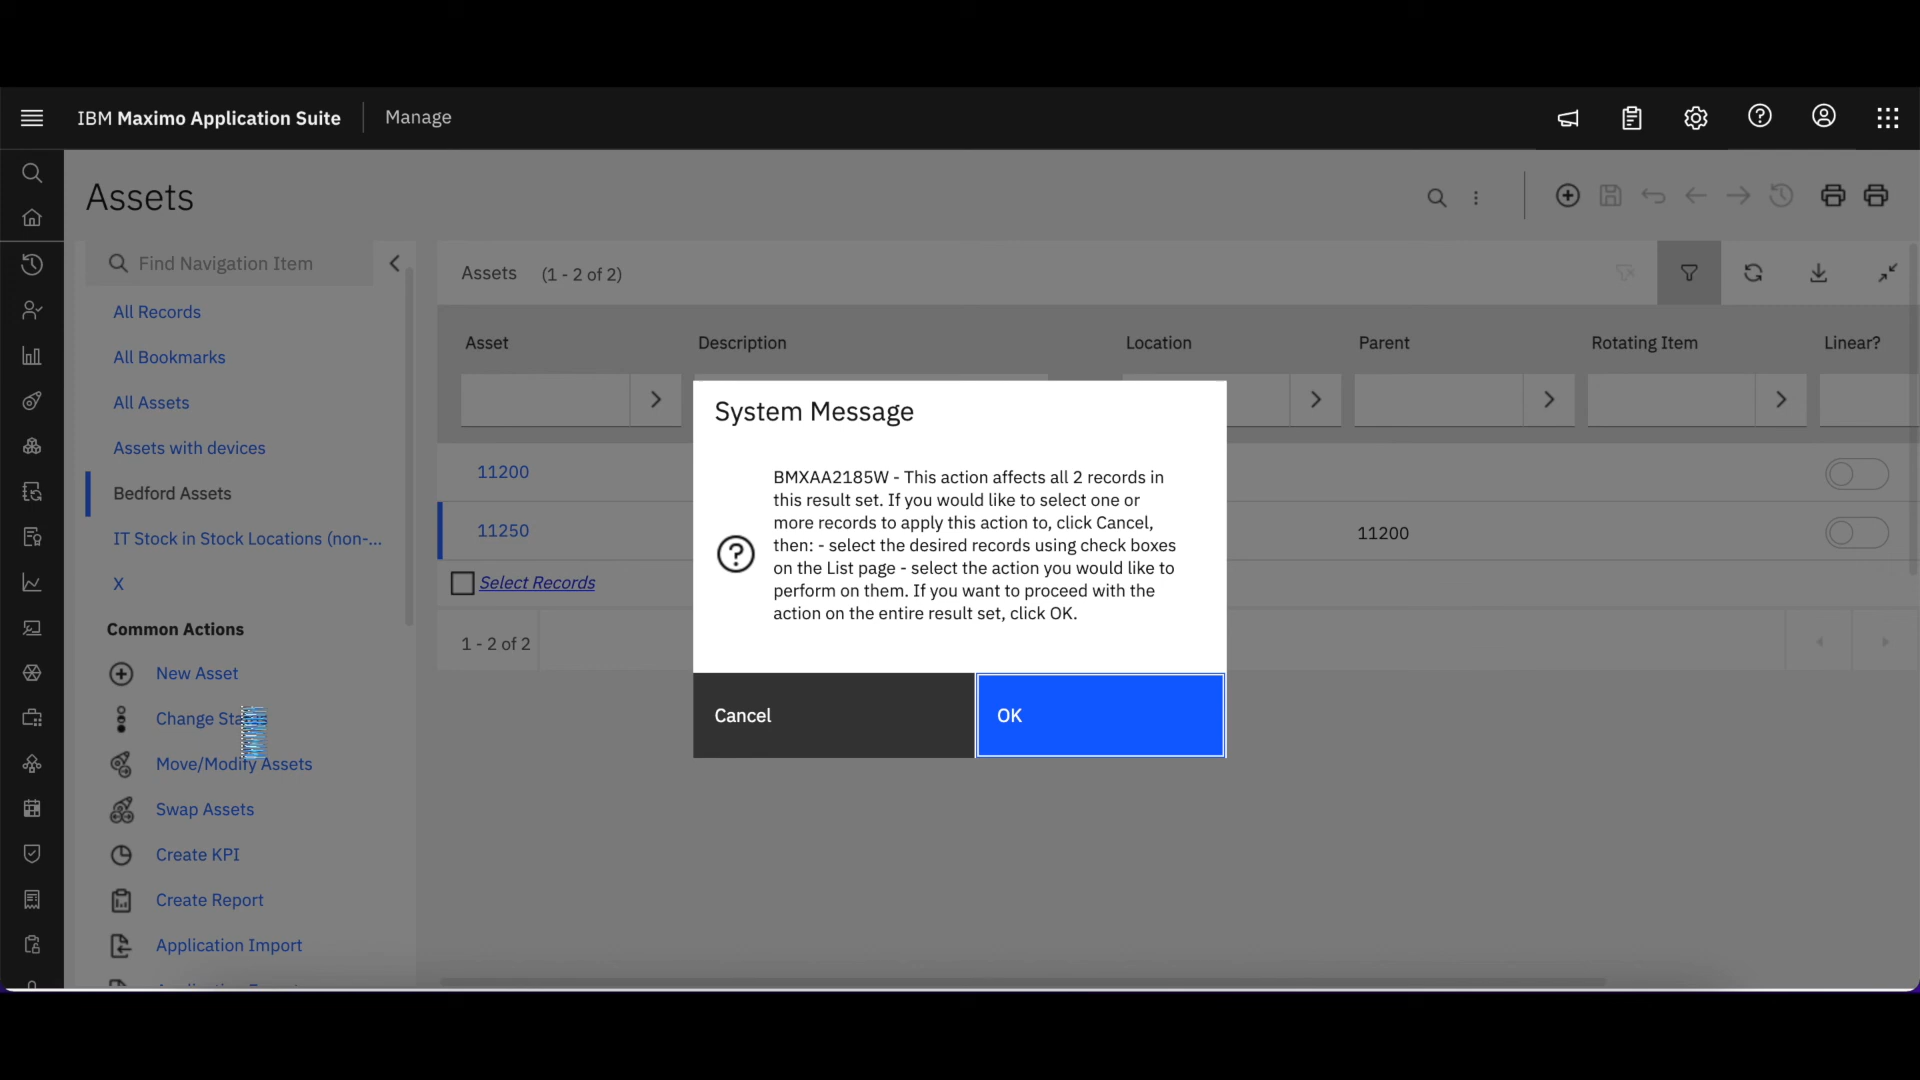 IBM Maximo Application Suite
Manage
Assets
Find Navigation Item
All Records
All Bookmarks
All Assets
Assets with devices
Bedford Assets
IT Stock in Stock Locations (non-...
X
Common Actions
New Asset
Change
Move/Modify Assets
Swap Assets
Create KPI
Create Report
Application Import
Assets (1 - 2 of 2)
Asset Description Location Parent Rotating Item Linear?
11200
11250 11200
Select Records
1 - 2 of 2
System Message
BMXAA2185W - This action affects all 2 records in
this result set. If you would like to select one or
more records to apply this action to, click Cancel,
then: - select the desired records using check boxes
on the List page - select the action you would like to
perform on them. If you want to proceed with the
action on the entire result set, click OK.
Cancel
OK